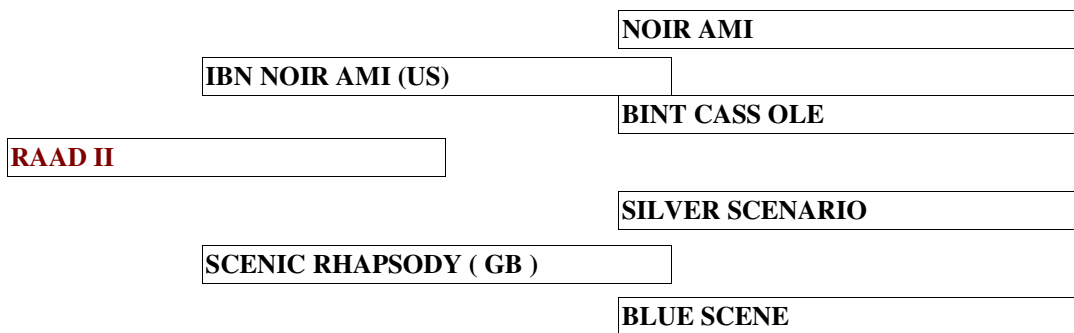 NOIR AMI
IBN NOIR AMI (US)
BINT CASS OLE
RAAD II
SILVER SCENARIO
SCENIC RHAPSODY ( GB )
BLUE SCENE